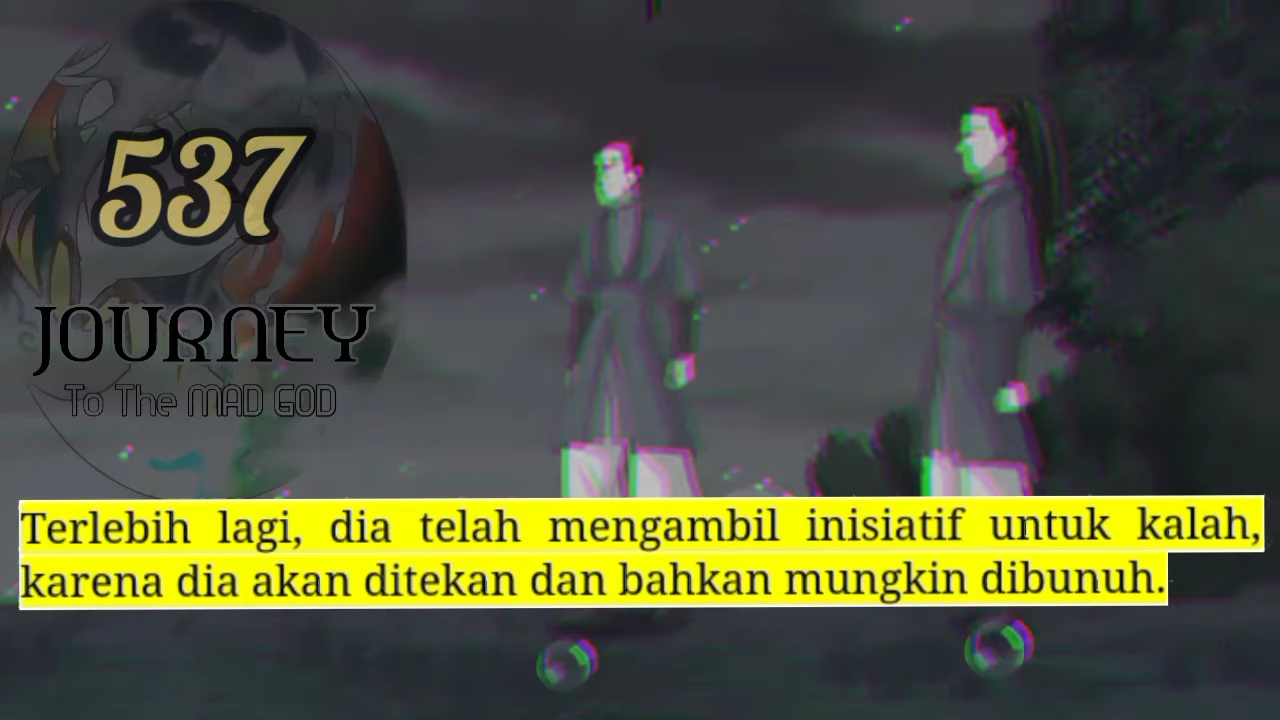 537
JOURNEY
To The MAD GOD
Terlebih lagi, dia telah mengambil inisiatif untuk kalah,
karena dia akan ditekan dan bahkan mungkin dibunuh.